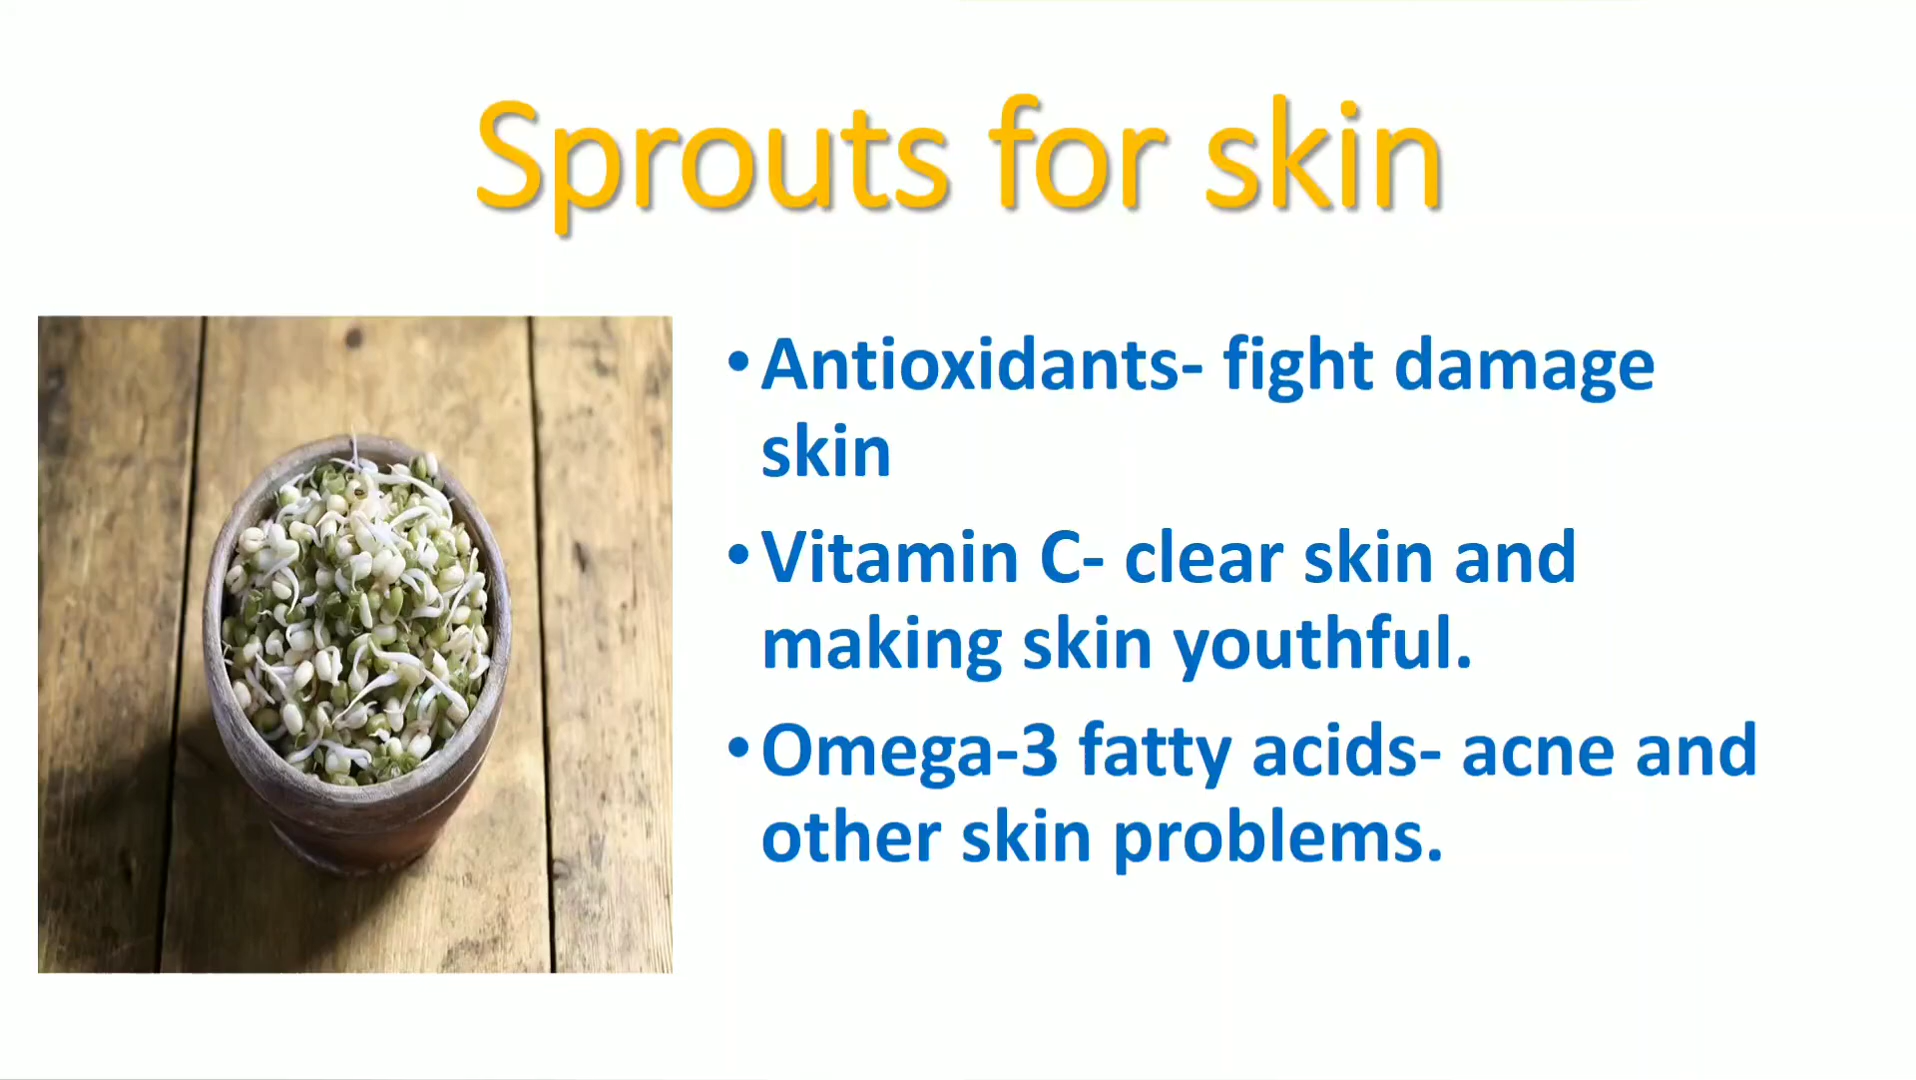 Sprouts for skin
•Antioxidants- fight damage
skin
•Vitamin C- clear skin and
making skin youthful.
•Omega-3 fatty acids- acne and
other skin problems.